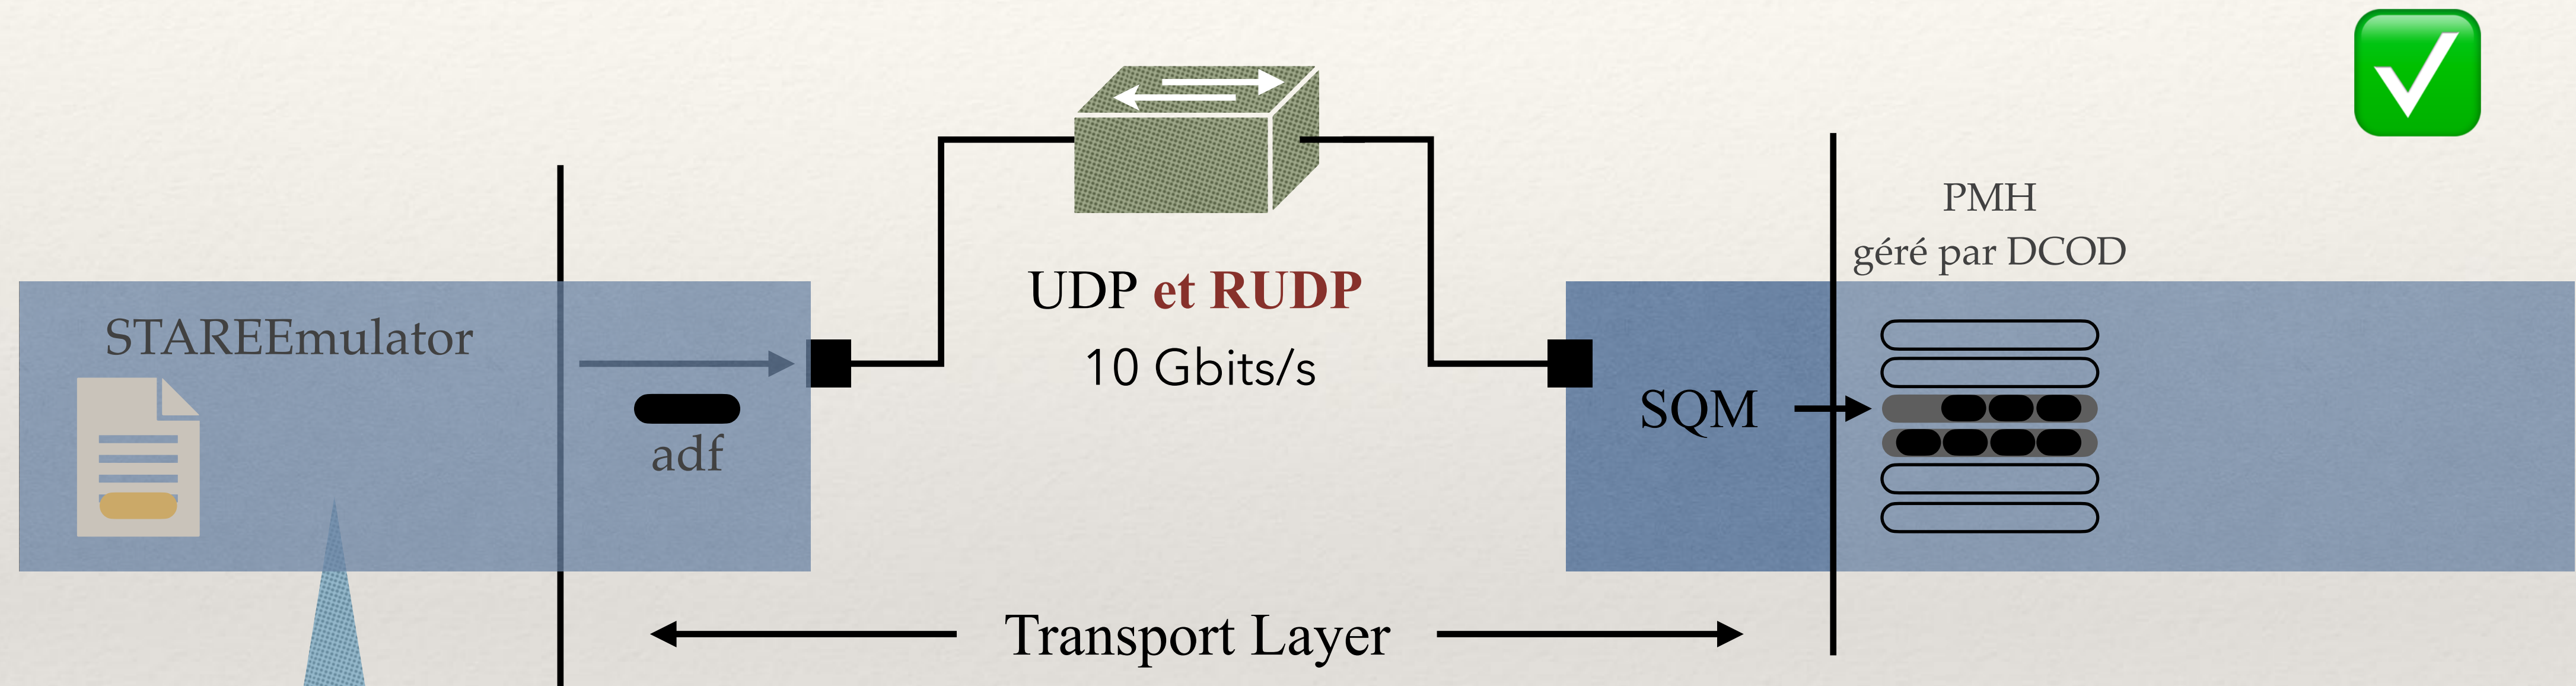 PMH
géré par DCOD
UDP et RUDP
10 Gbits/s
STAREEmulator
adf
SQM
Transport Layer